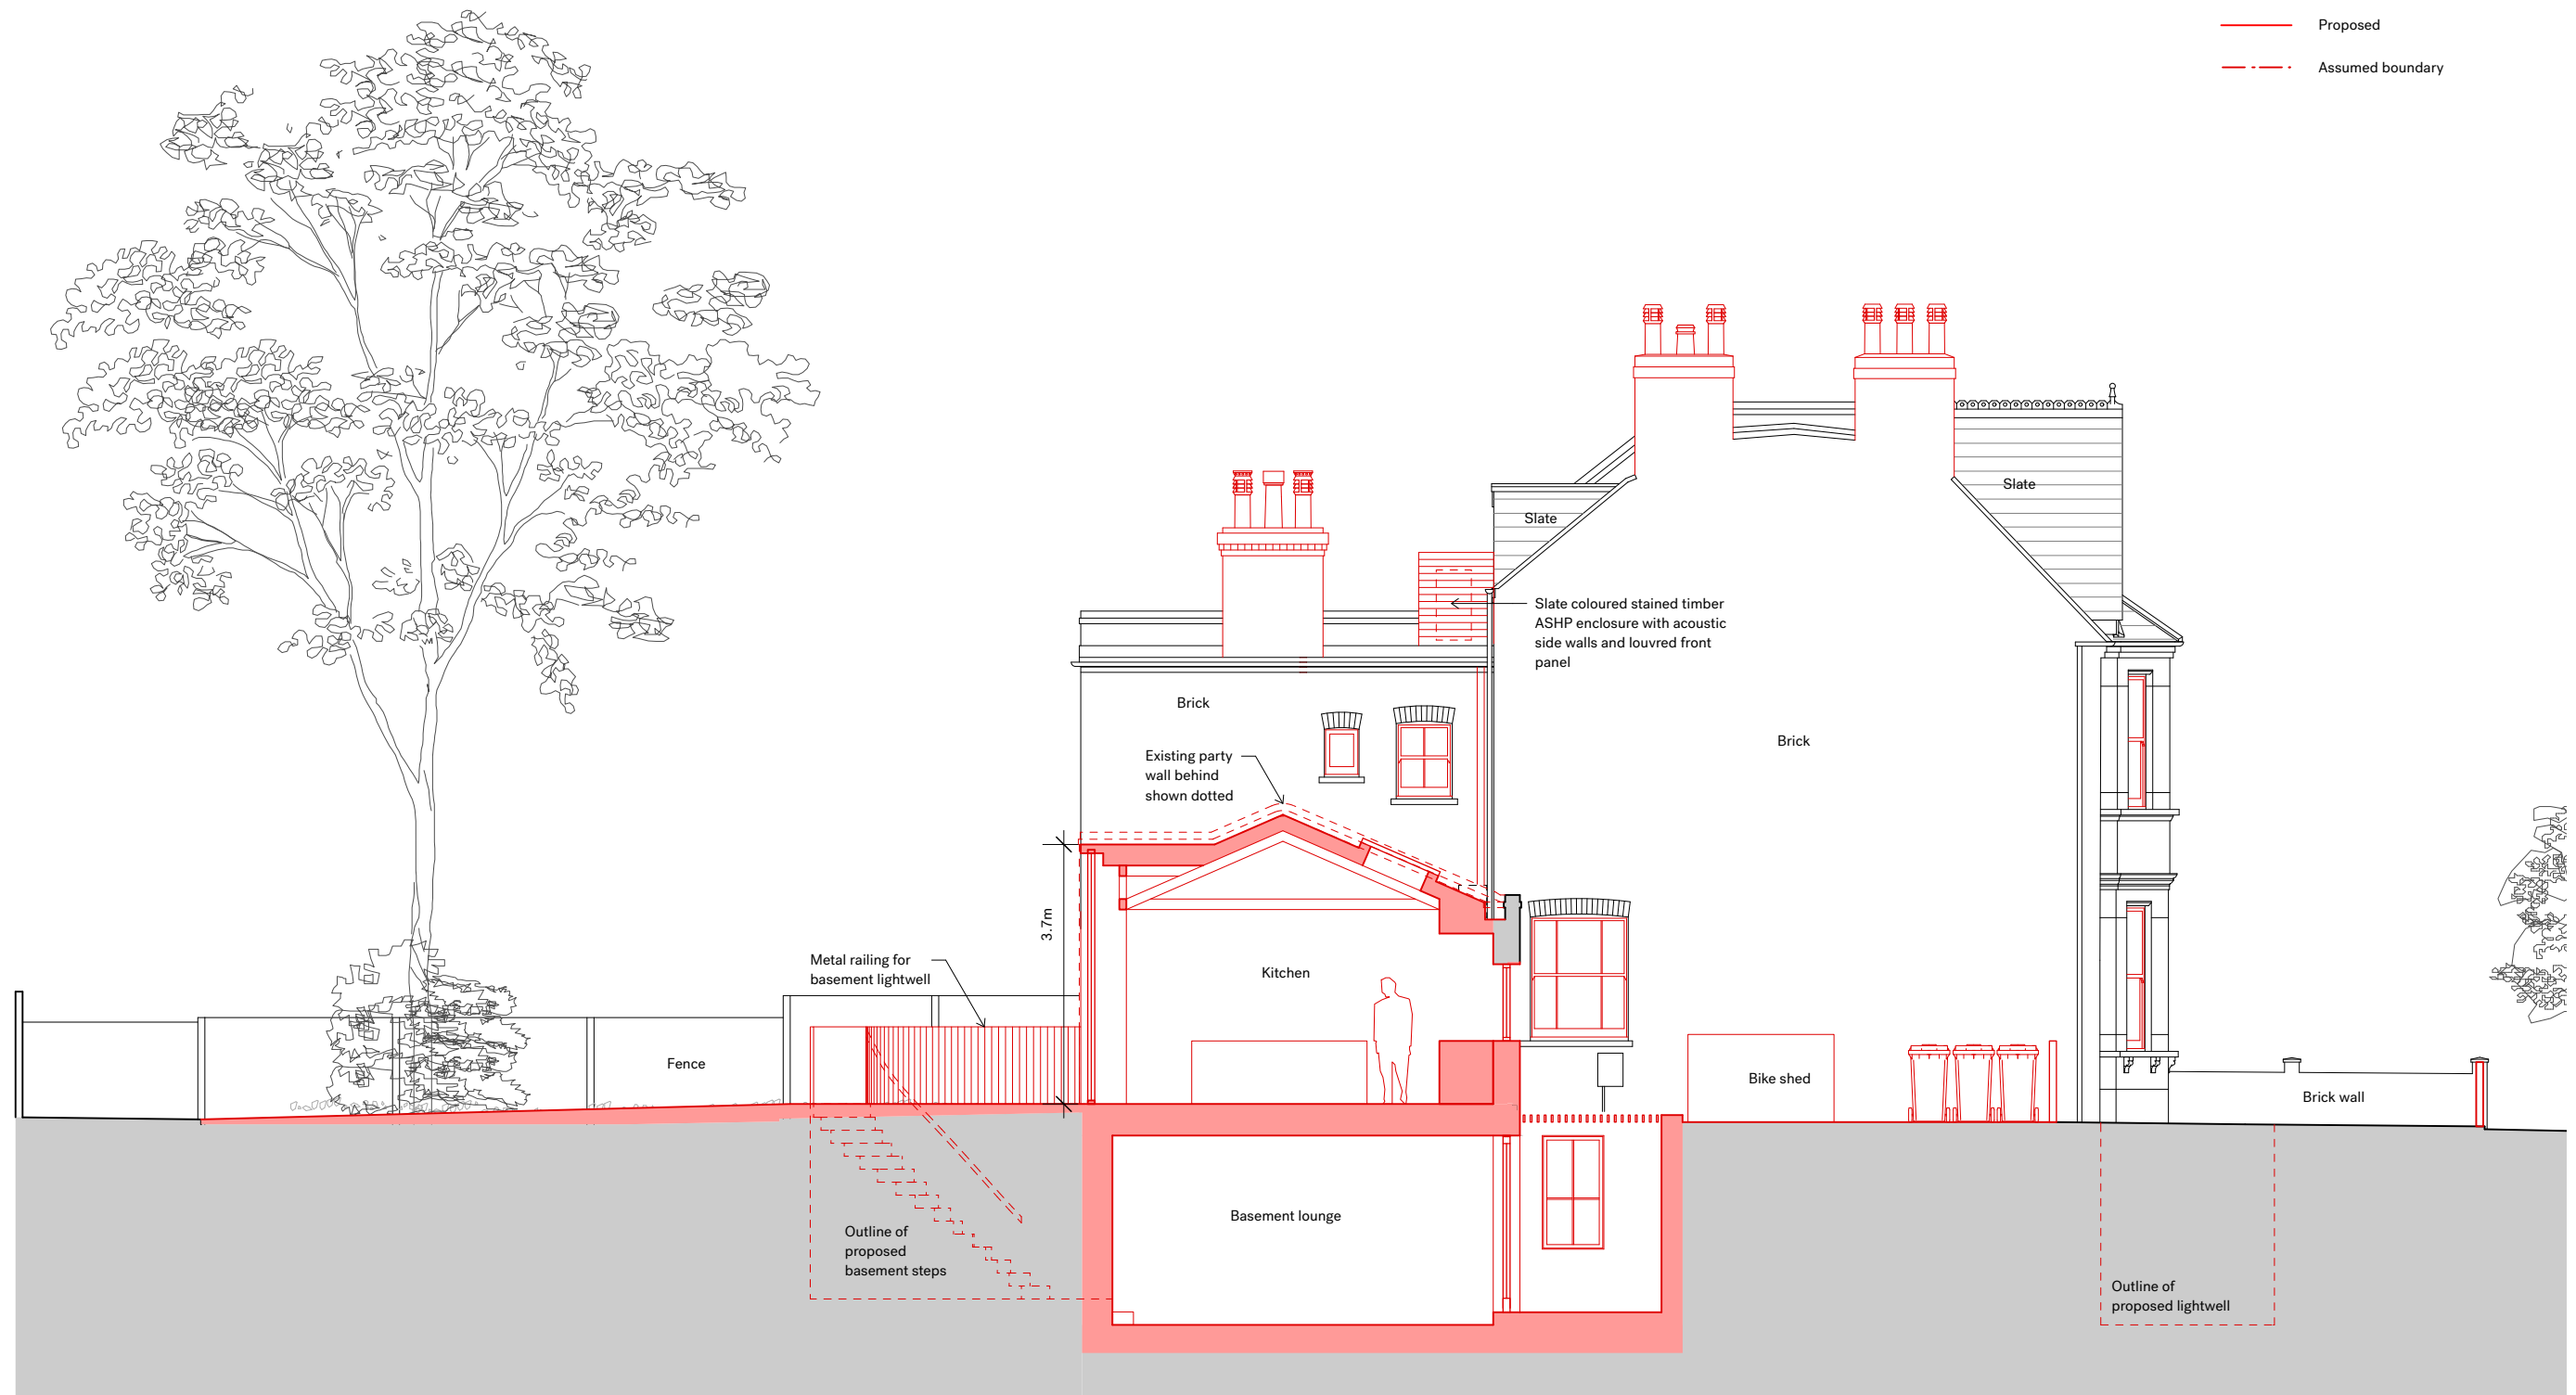 Proposed
Assumed boundary
Slate
Slate
Slate coloured stained timber
ASHP enclosure with acoustic
side walls and louvred front
panel
Brick
Brick
Existing party
wall behind
shown dotted
3.7m
Metal railing for
basement lightwell
Kitchen
Fence
Bike shed
Brick wall
Basement lounge
Outline of
proposed
basement steps
Outline of
proposed lightwell